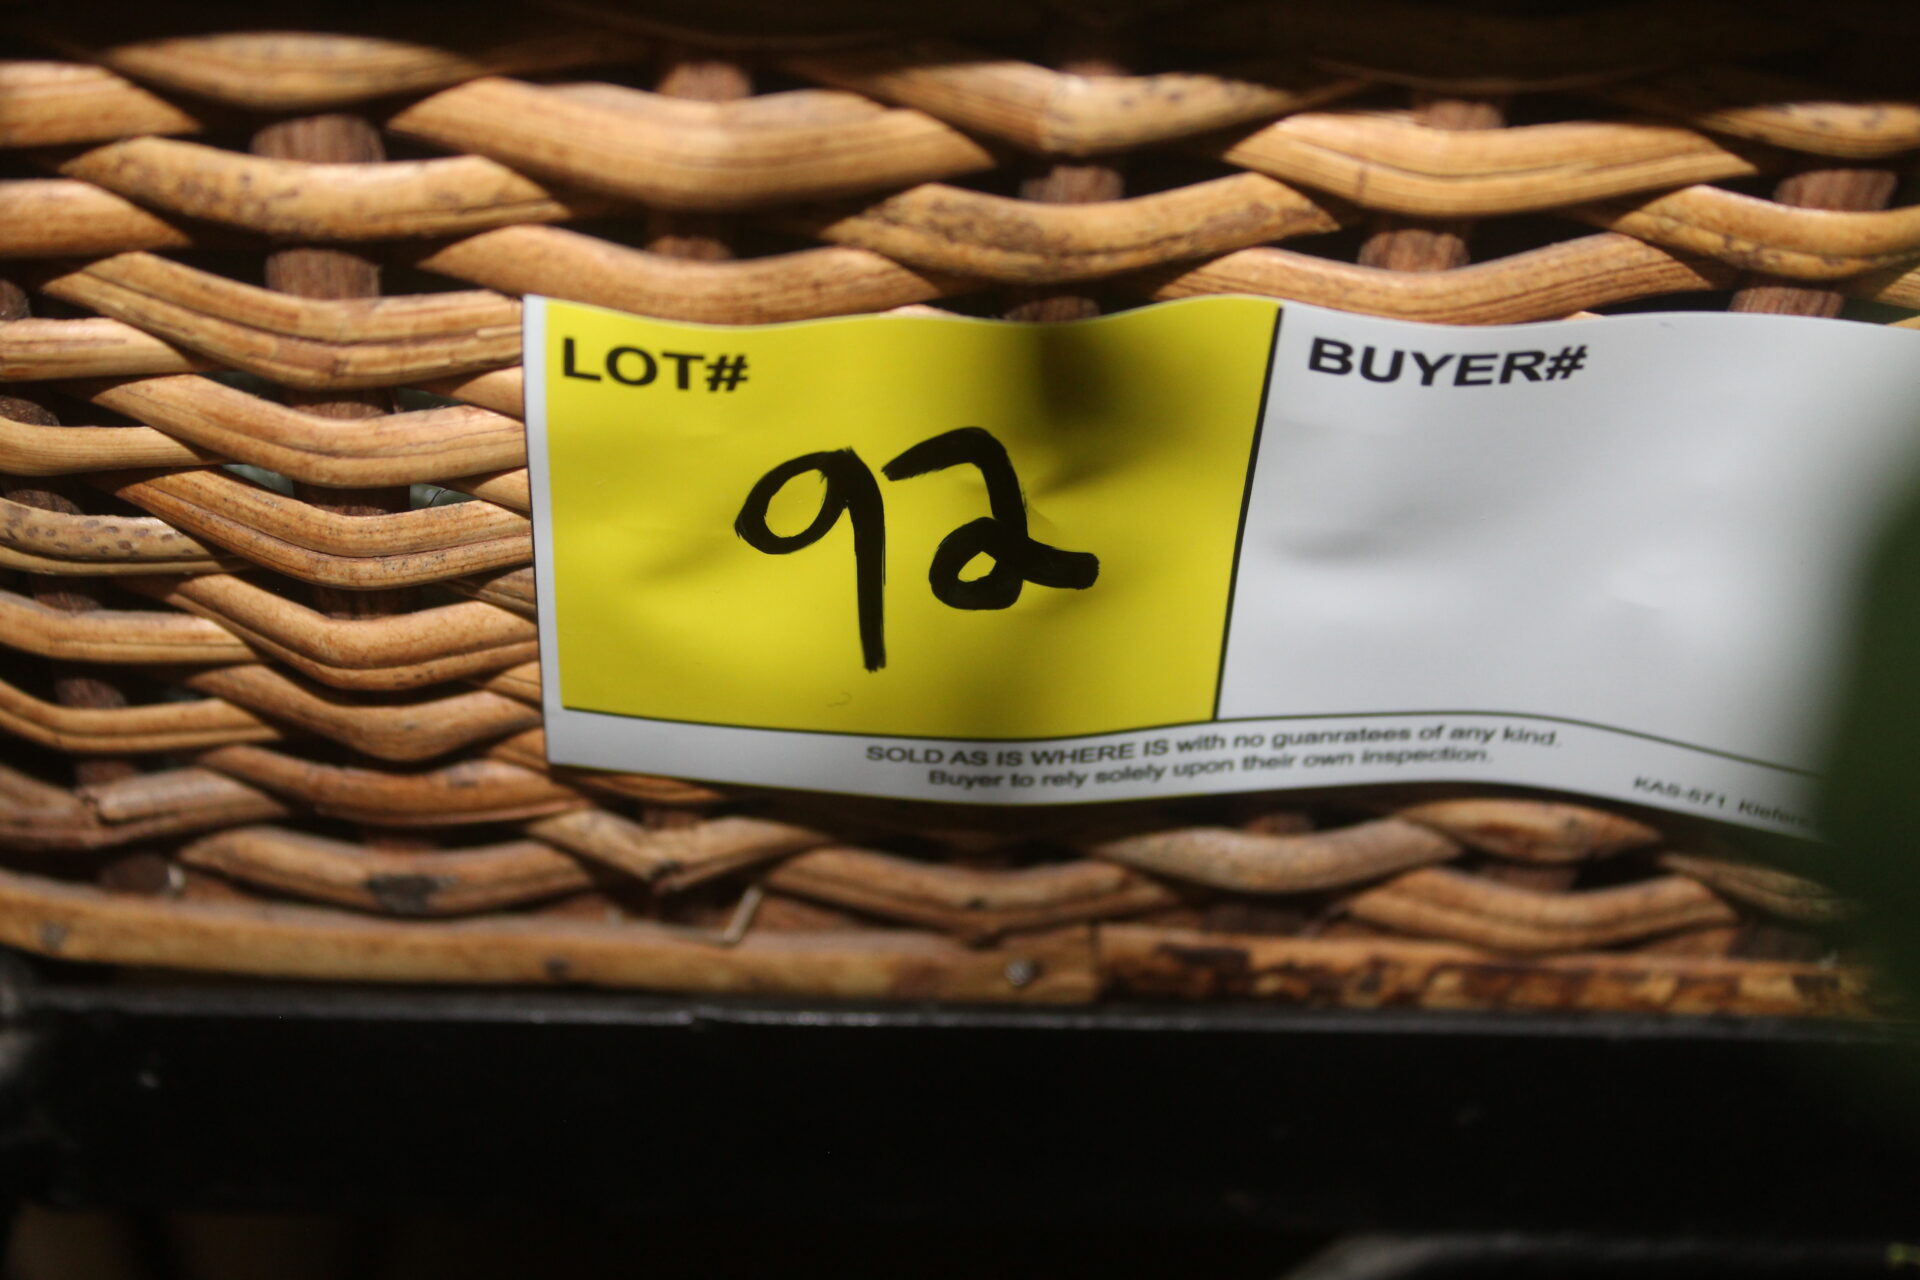 LOT#
BUYER#
92
SOLD AS IS WHERE IS with no guanratees of any kind.
Buyer to rely solely upon their own inspection.
KAS-571